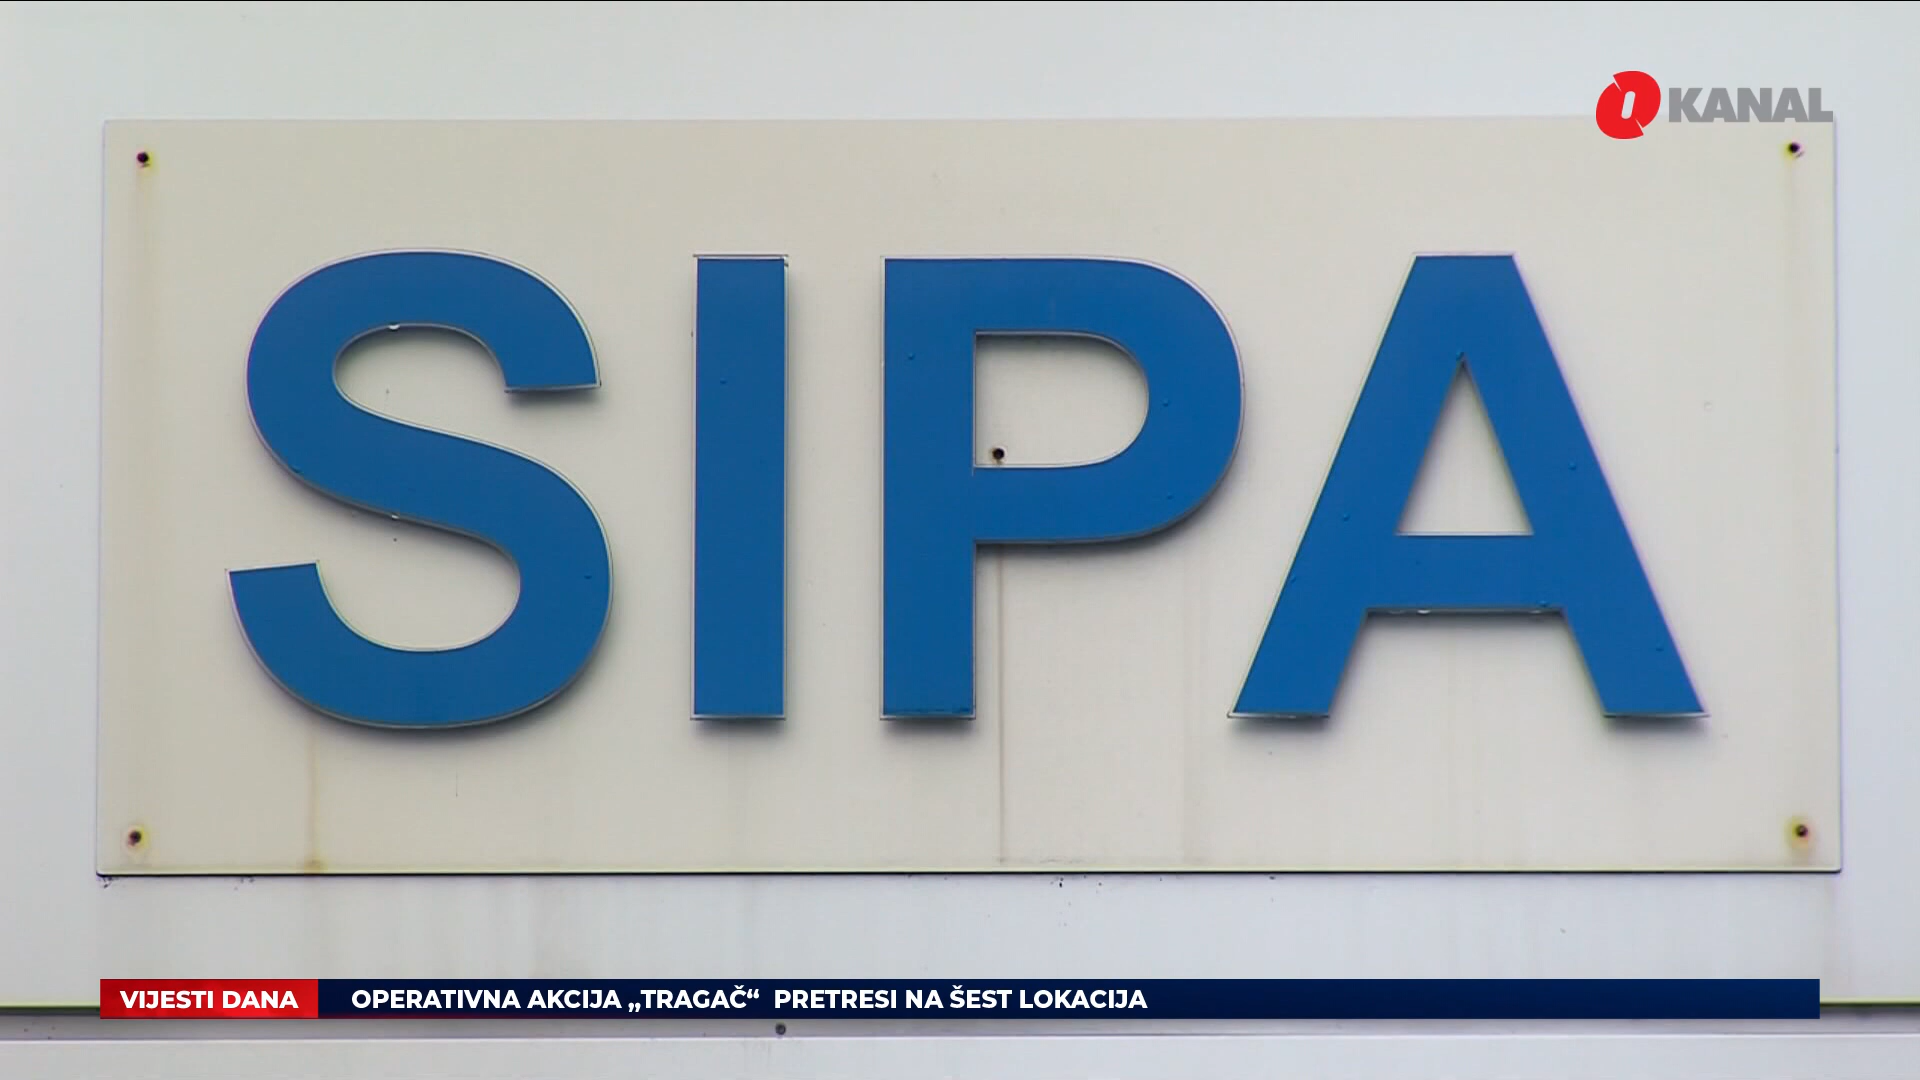 O KANAL
SIPA
VIJESTI DANA
OPERATIVNA AKCIJA „TRAGAČ“ PRETRESI NA ŠEST LOKACIJA